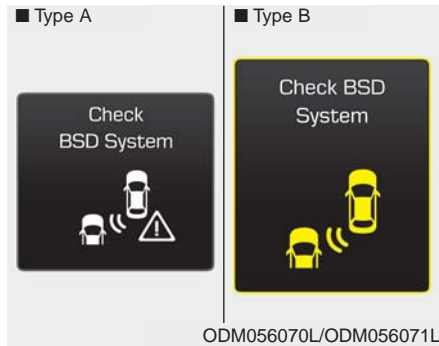 ■ Type A
■ Type B
Check
BSD System
Check BSD
System
ODM056070L/ODM056071L